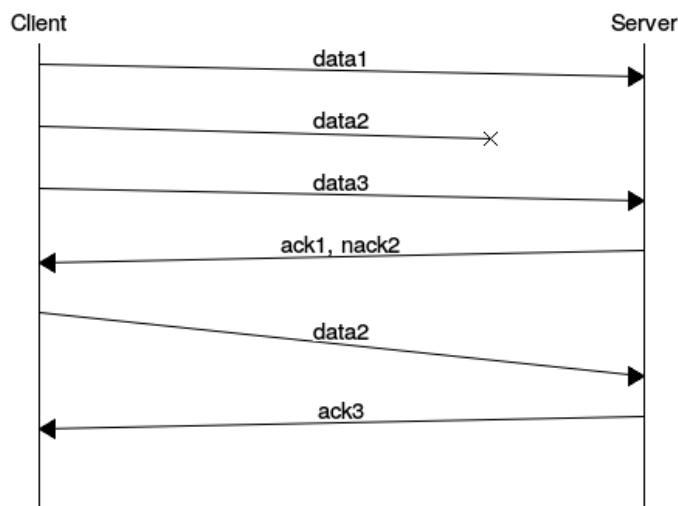 Client Server
data1
data2
data3
ack1, nack2
data2
ack3